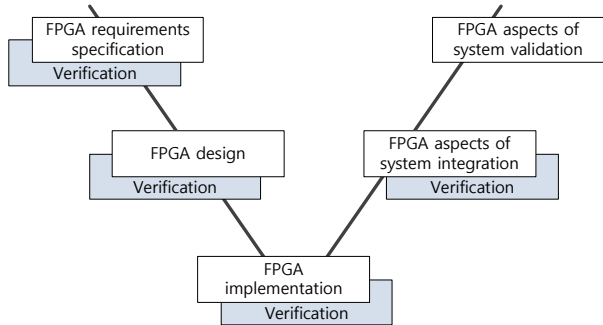 FPGA requirements
specification
Verification
FPGA aspects of
system validation
FPGA design
Verification
FPGA aspects of
system integration
Verification
FPGA
implementation
Verification